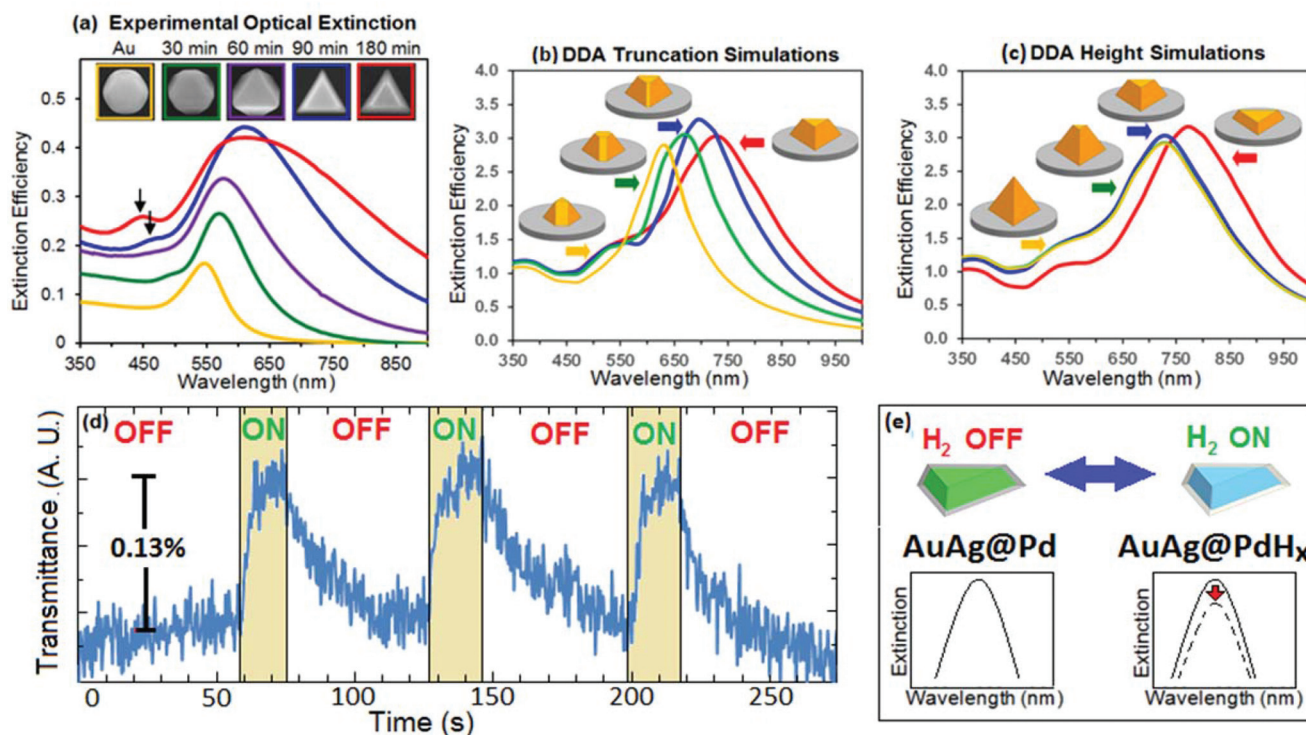 (a) Experimental Optical Extinction
Au 30 min 60 min 90 min 180 min
Extinction Efficiency
0.5
0.4
0.3
0.2
0.1
0
350 450 550 650 750 850
Wavelength (nm)
(b) DDA Truncation Simulations
Extinction Efficiency
4.0
3.5
3.0
2.5
2.0
1.5
1.0
0.5
0.0
350 450 550 650 750 850 950
Wavelength (nm)
(c) DDA Height Simulations
Extinction Efficiency
4.0
3.5
3.0
2.5
2.0
1.5
1.0
0.5
0.0
350 450 550 650 750 850 950
Wavelength (nm)
(d)
OFF ON OFF ON OFF ON OFF
Transmittance (A. U.)
0.13%
0 50 100 150 200 250
Time (s)
(e)
H₂ OFF H₂ ON
AuAg@Pd AuAg@PdHₓ
Extinction Extinction
Wavelength (nm) Wavelength (nm)